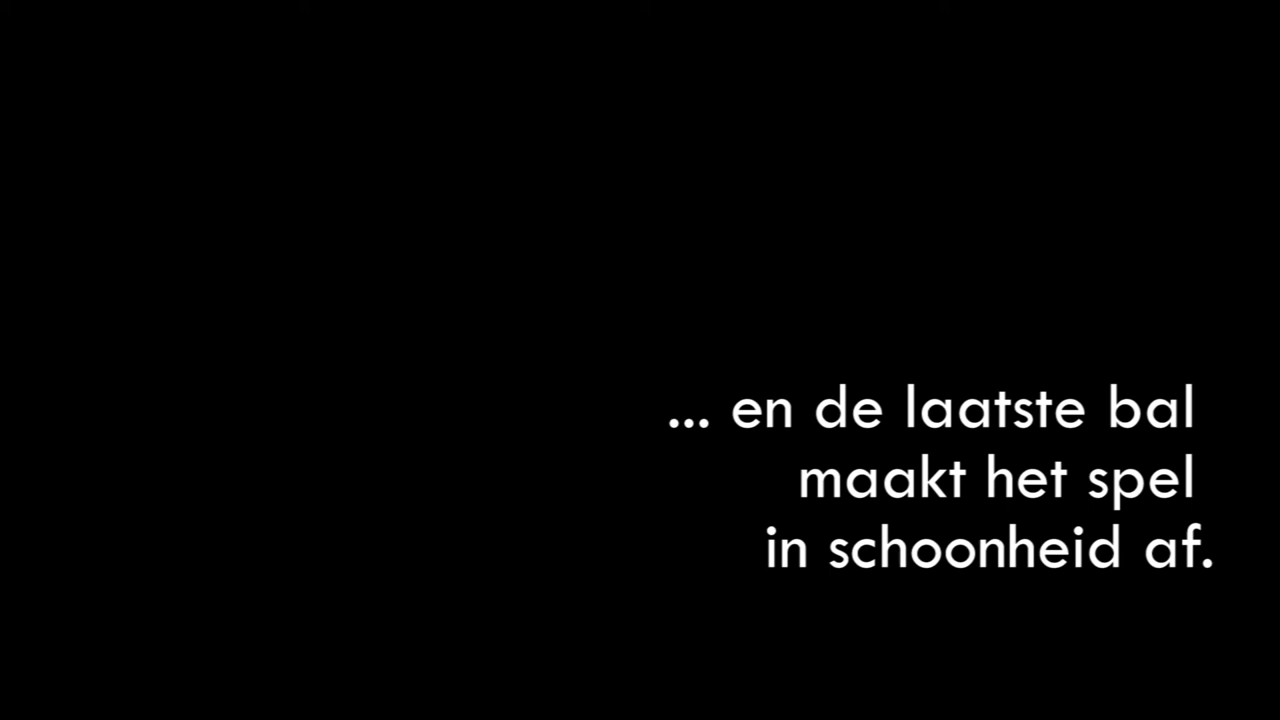 ... en de laatste bal
maakt het spel
in schoonheid af.